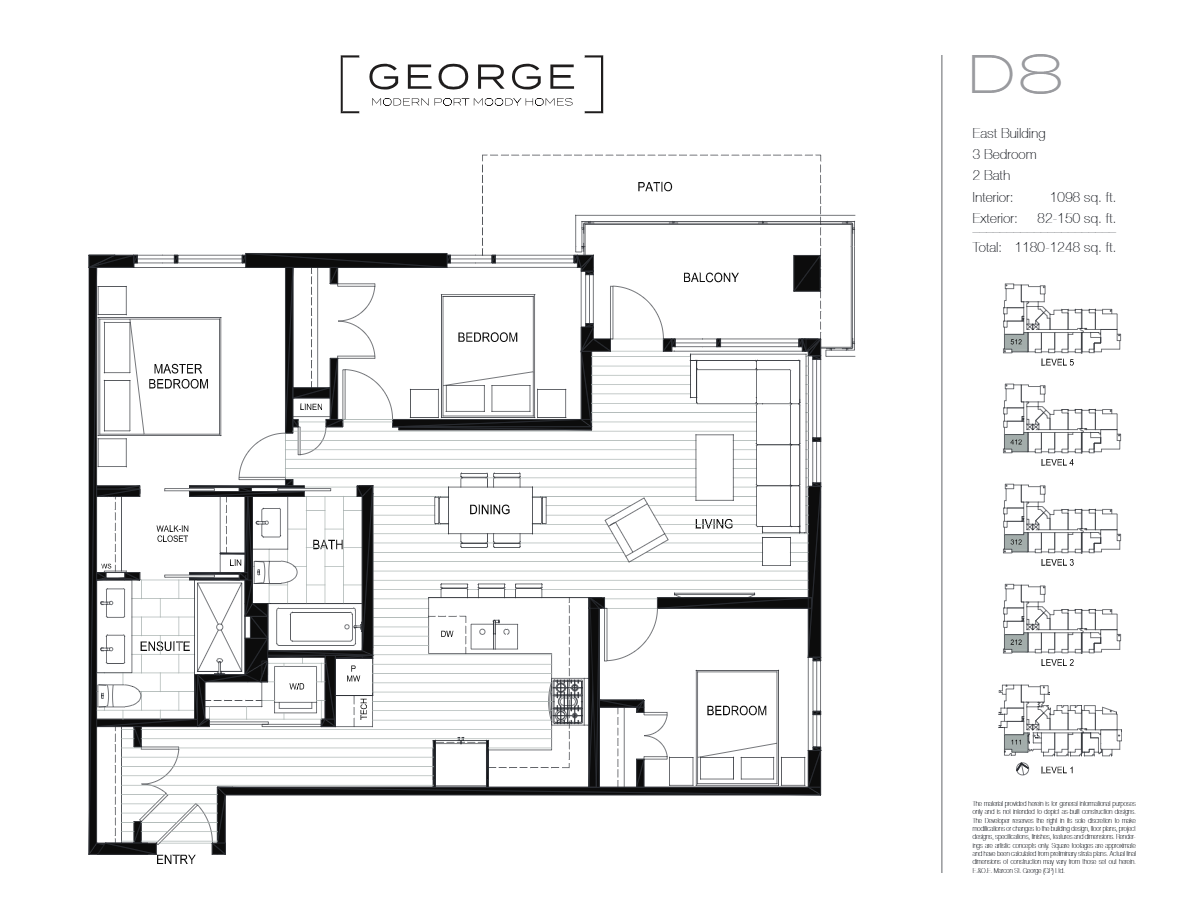 GEORGE
MODERN PORT MOODY HOMES
D8
East Building
3 Bedroom
2 Bath
Interior: 1098 sq. ft.
Exterior: 82-150 sq. ft.
Total: 1180-1248 sq. ft.
PATIO
BALCONY
BEDROOM
MASTER
BEDROOM
LINEN
DINING
LIVING
WALK-IN
CLOSET
BATH
LIN
WS
ENSUITE
DW
W/D
P
MW
TECH
BEDROOM
ENTRY
512
LEVEL 5
412
LEVEL 4
312
LEVEL 3
212
LEVEL 2
111
LEVEL 1
The material provided herein is for general informational purposes
only and is not intended to depict as-built construction designs.
The Developer reserves the right in its sole discretion to make
modifications or changes to the building design, floor plans, project
designs, specifications, finishes, features and dimensions. Render-
ings are artistic concepts only. Square footages are approximate
and have been calculated from preliminary strata plans. Actual final
dimensions of construction may vary from those set out herein.
E.&O.E. Marcon St. George (GP) Ltd.